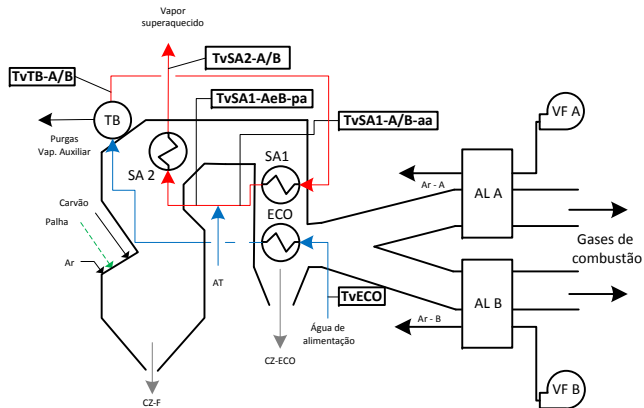 Vapor
superaquecido
TvSA2-A/B
TvTB-A/B
TvSA1-AeB-pa
TvSA1-A/B-aa
VF A
TB
Purgas
Vap. Auxiliar
SA 2
SA1
AL A
Ar - A
ECO
Carvão
Palha
Ar
AT
Gases de
combustão
TvECO
AL B
Ar - B
Água de
alimentação
CZ-ECO
CZ-F
VF B